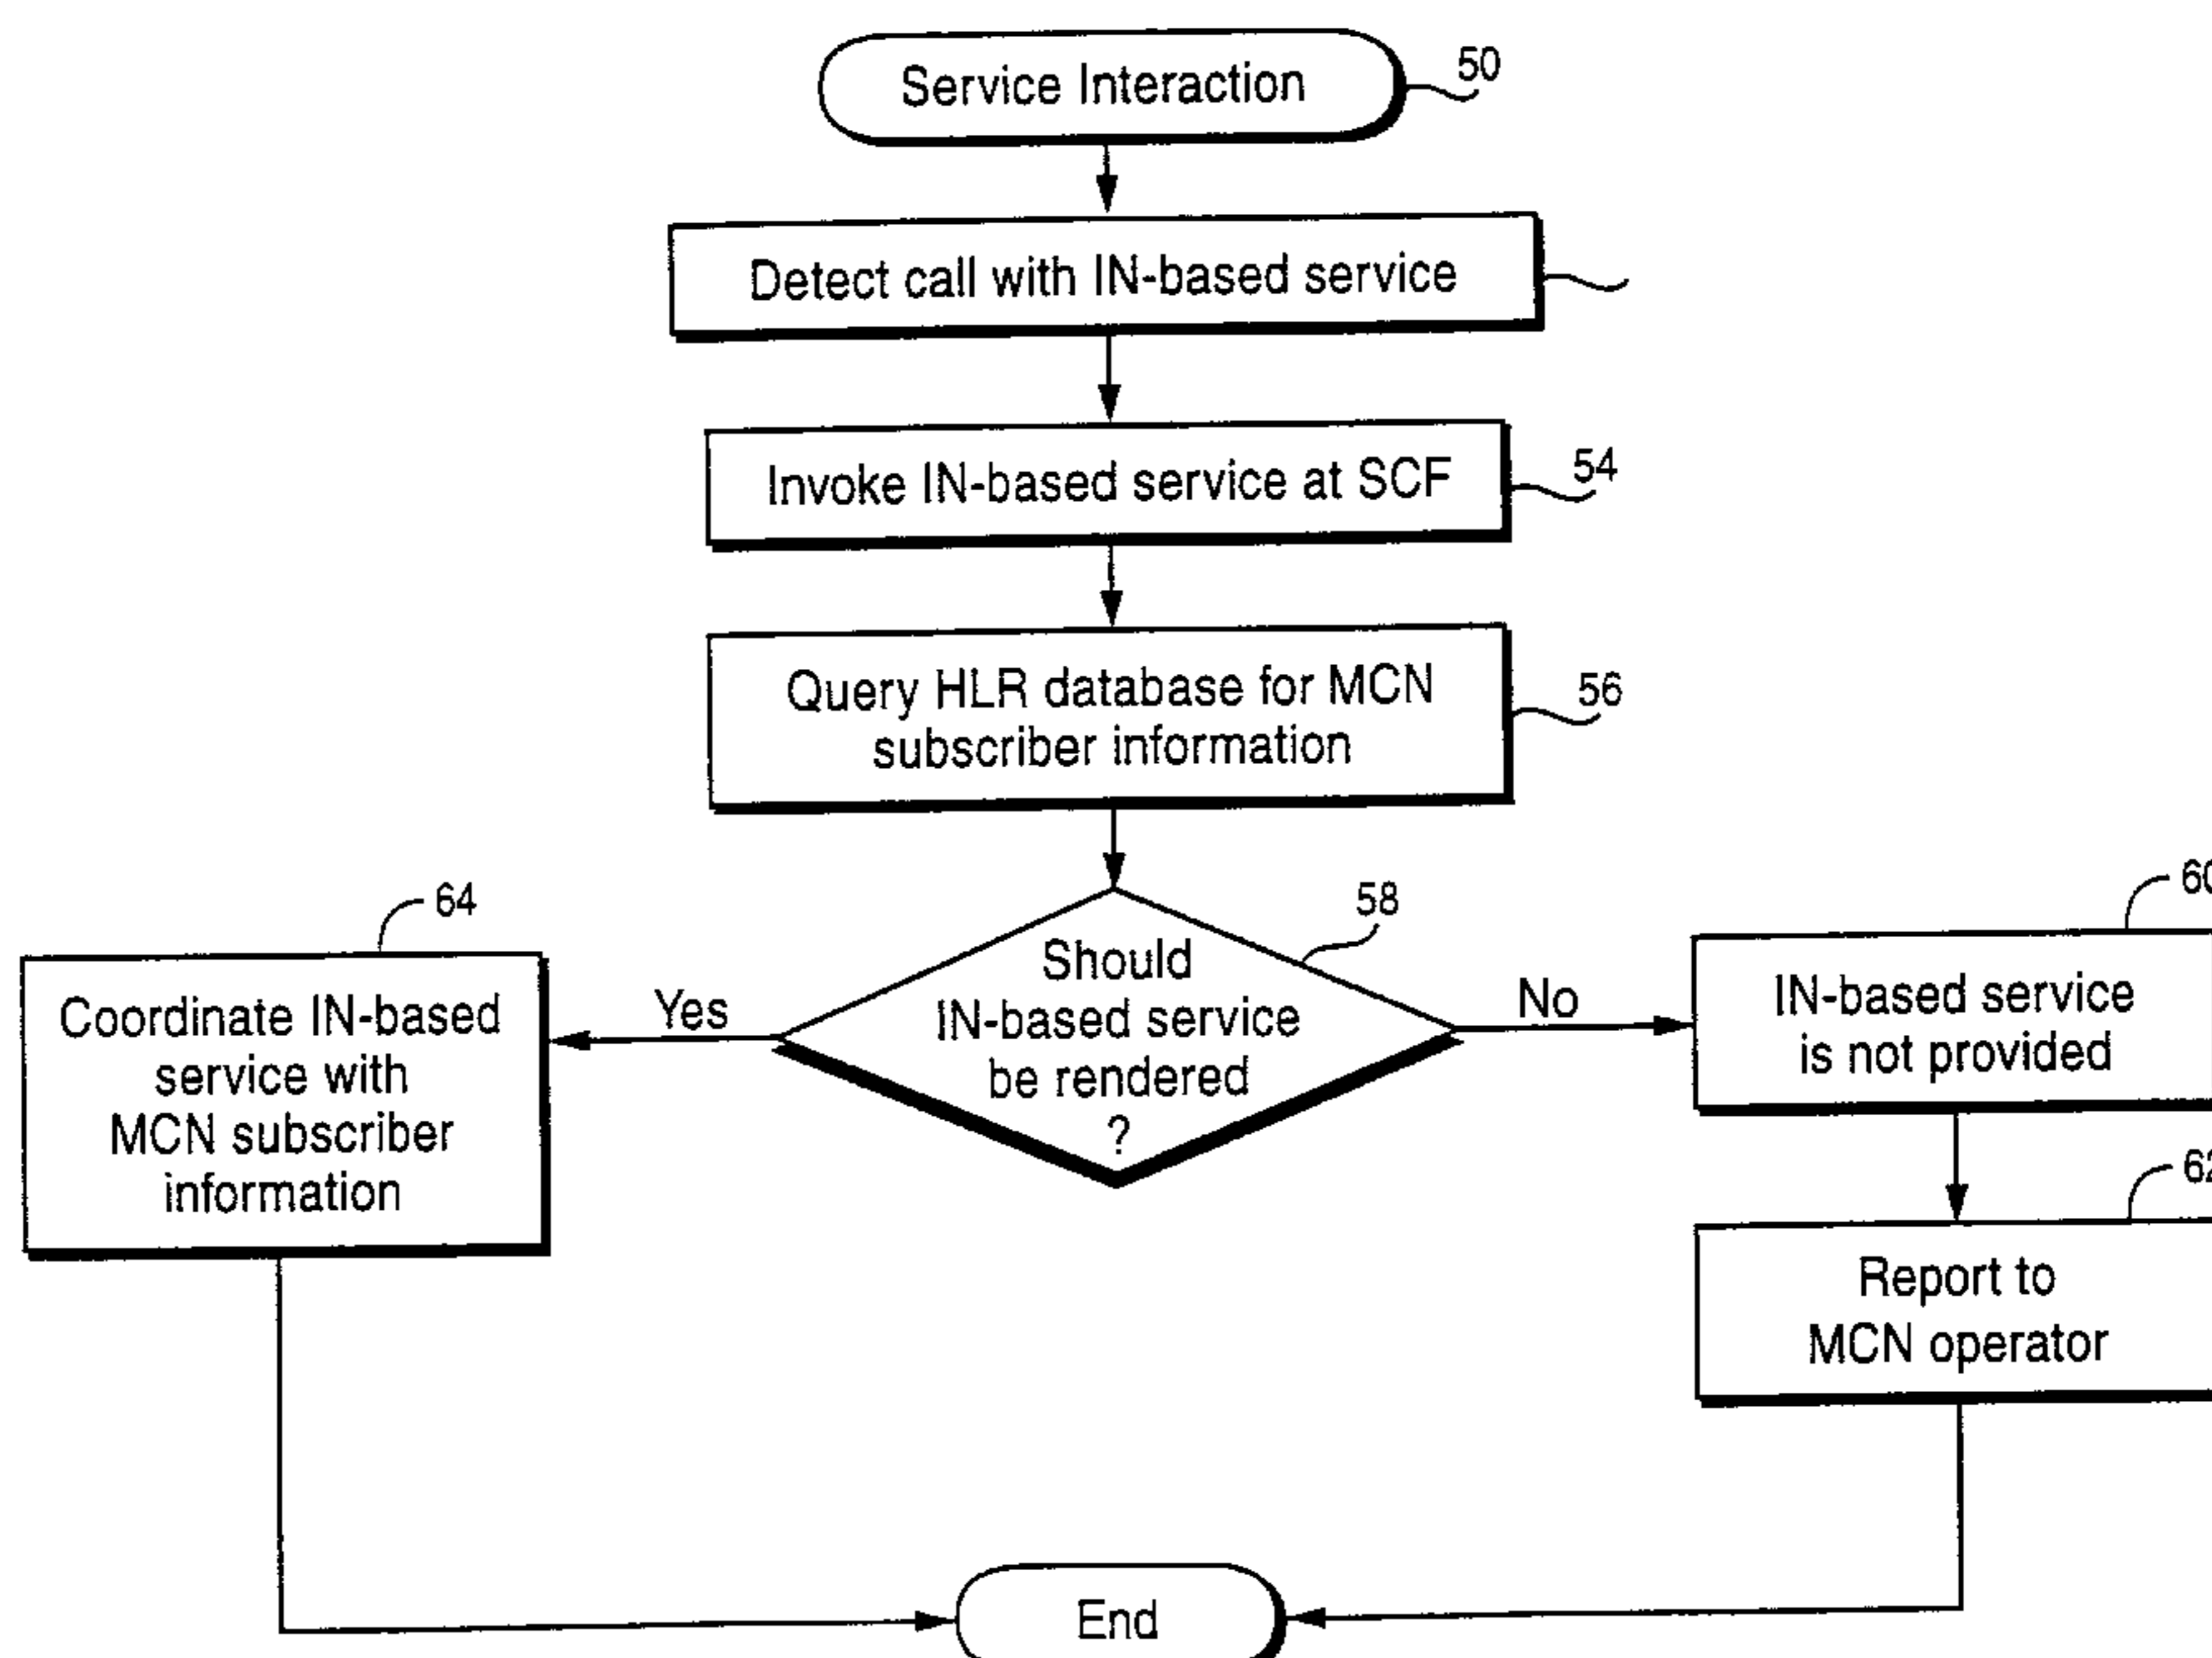 Service Interaction
50
Detect call with IN-based service
Invoke IN-based service at SCF
54
Query HLR database for MCN
subscriber information
56
58
Should
IN-based service
be rendered
?
Yes
No
64
Coordinate IN-based
service with
MCN subscriber
information
60
IN-based service
is not provided
62
Report to
MCN operator
End